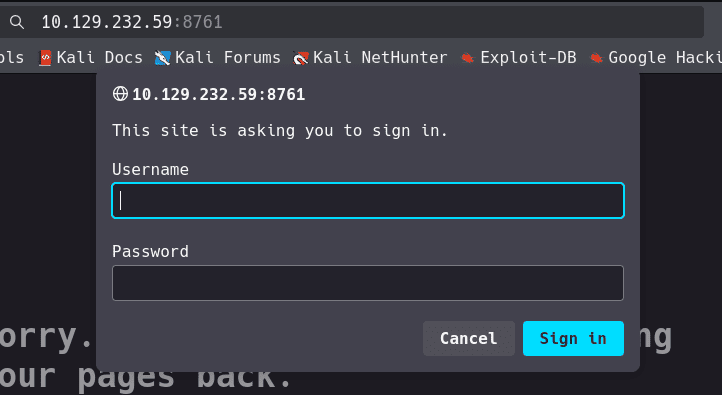 10.129.232.59:8761
ols Kali Docs Kali Forums Kali NetHunter Exploit-DB Google Hacki
10.129.232.59:8761
This site is asking you to sign in.
Username
Password
Cancel Sign in
orry. ng
our pages back.